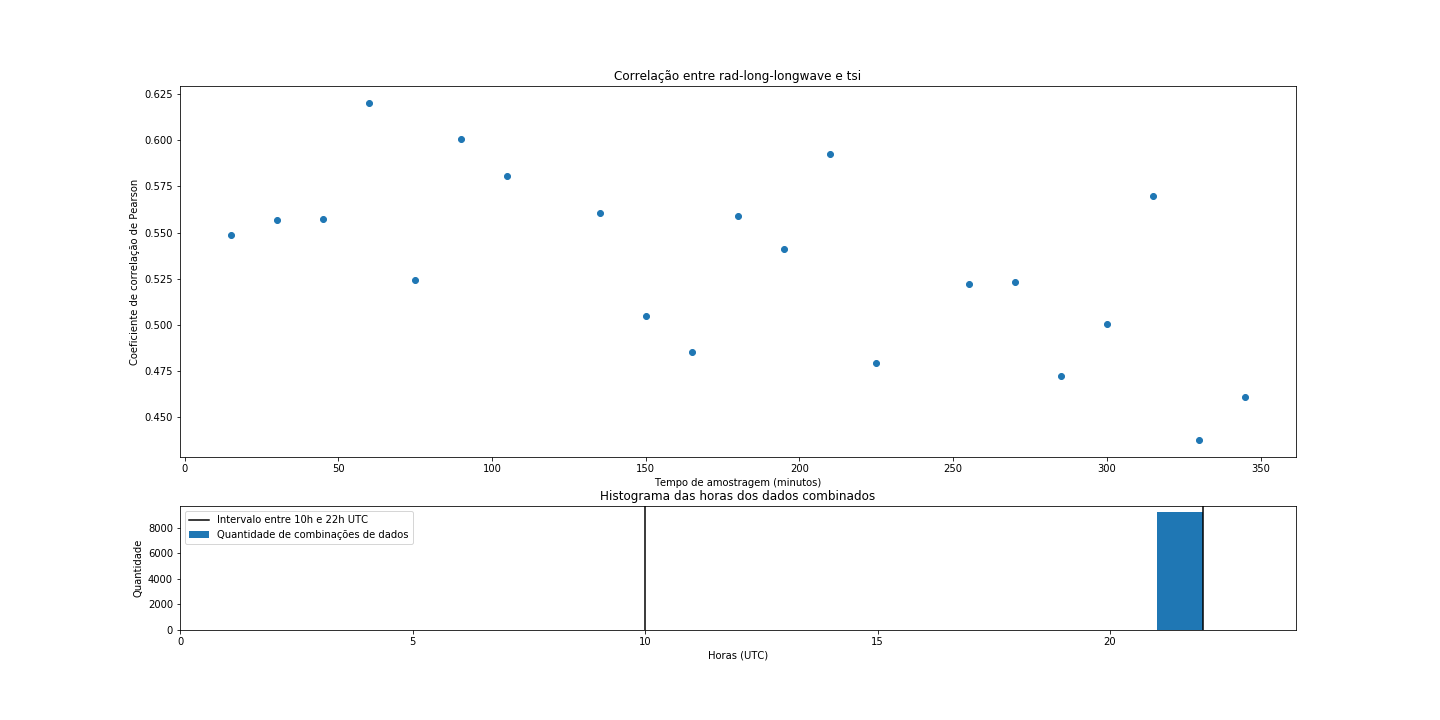 Correlação entre rad-long-longwave e tsi
0.625
0.600
0.575
0.550
0.525
0.500
0.475
0.450
Coeficiente de correlação de Pearson
0 50 100 150 200 250 300 350
Tempo de amostragem (minutos)
Histograma das horas dos dados combinados
Intervalo entre 10h e 22h UTC
Quantidade de combinações de dados
8000
6000
4000
2000
0
Quantidade
0 5 10 15 20
Horas (UTC)